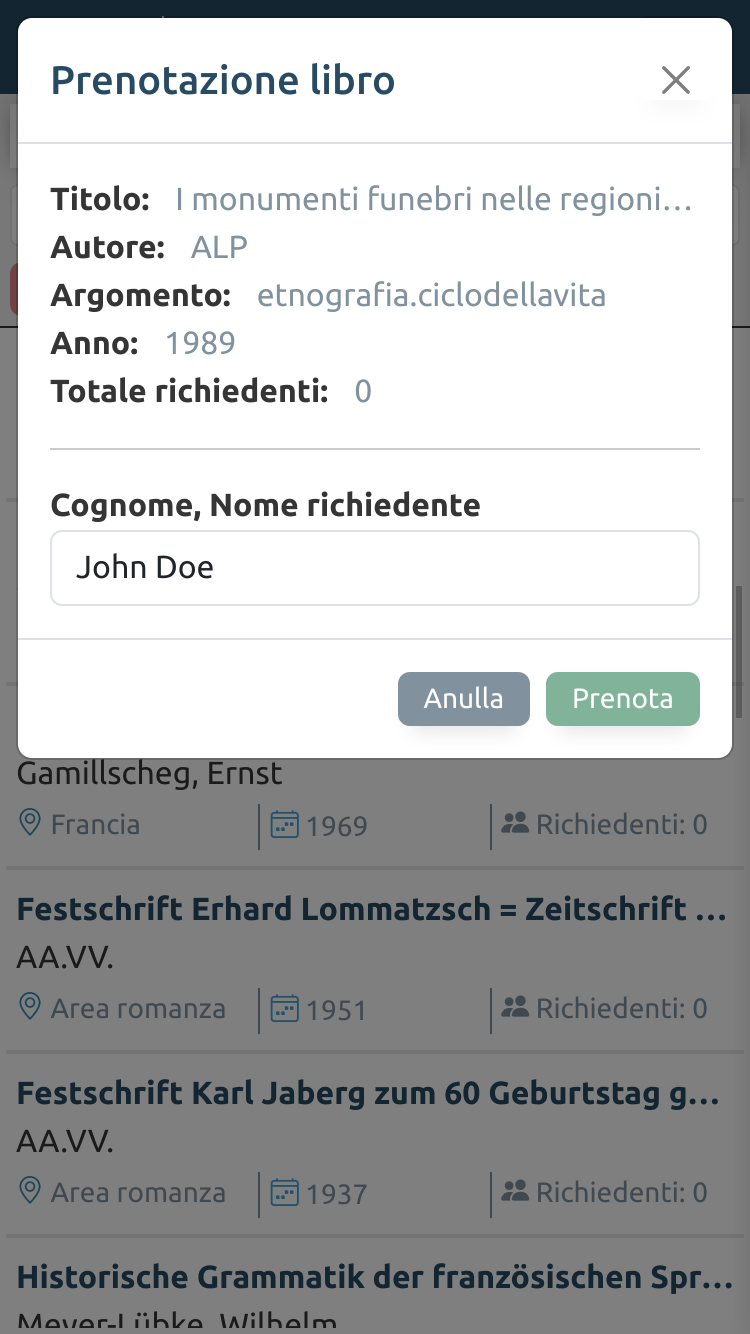 Prenotazione libro
Titolo: I monumenti funebri nelle regioni...
Autore: ALP
Argomento: etnografia.ciclodellavita
Anno: 1989
Totale richiedenti: 0
Cognome, Nome richiedente
John Doe
Anulla Prenota
Gamillscheg, Ernst
Francia 1969 Richiedenti: 0
Festschrift Erhard Lommatzsch = Zeitschrift ...
AA.VV.
Area romanza 1951 Richiedenti: 0
Festschrift Karl Jaberg zum 60 Geburtstag g...
AA.VV.
Area romanza 1937 Richiedenti: 0
Historische Grammatik der französischen Spr...
Meyer-Lübke, Wilhelm